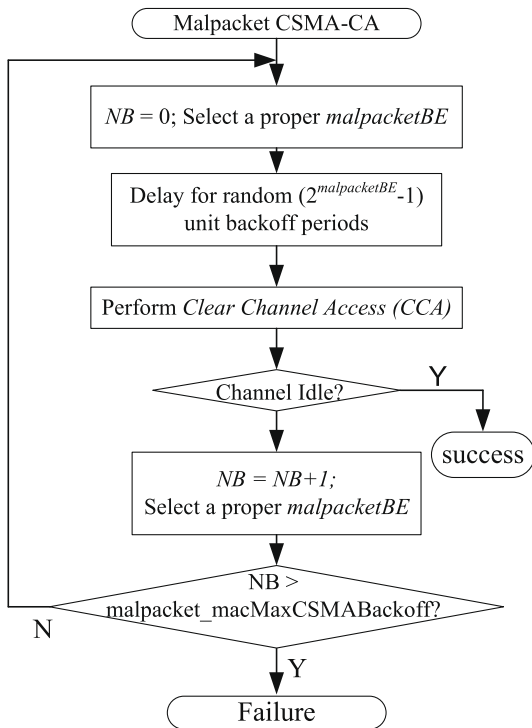 Malpacket CSMA-CA
NB = 0; Select a proper malpacketBE
Delay for random (2^malpacketBE-1)
unit backoff periods
Perform Clear Channel Access (CCA)
Channel Idle?
Y
success
NB = NB+1;
Select a proper malpacketBE
NB >
malpacket_macMaxCSMABackoff?
N
Y
Failure